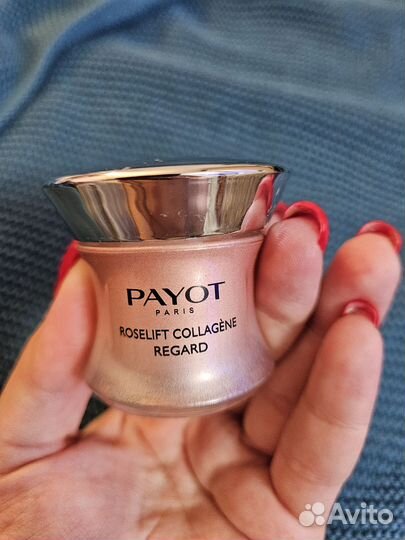 PAYOT
PARIS
ROSELIFT COLLAGÈNE
REGARD
Avito